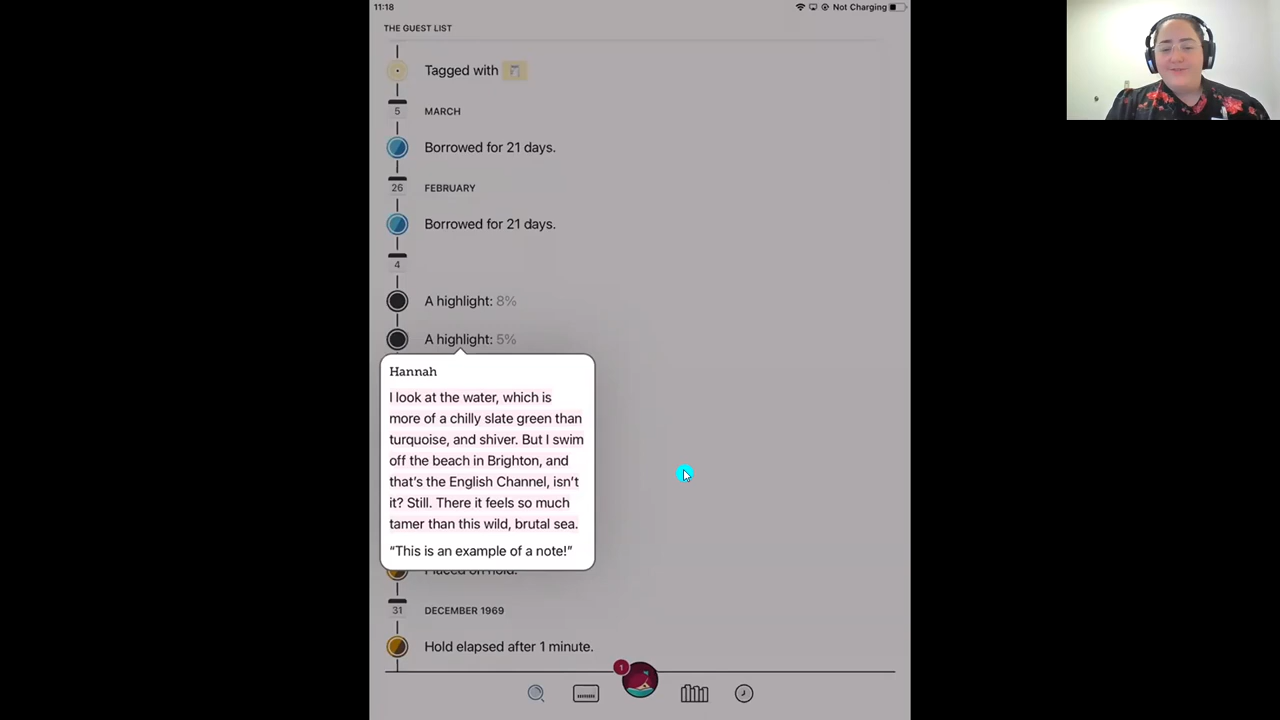 11:18
Not Charging
THE GUEST LIST
Tagged with
5 MARCH
Borrowed for 21 days.
26 FEBRUARY
Borrowed for 21 days.
4
A highlight: 8%
A highlight: 5%
Hannah
I look at the water, which is
more of a chilly slate green than
turquoise, and shiver. But I swim
off the beach in Brighton, and
that’s the English Channel, isn’t
it? Still. There it feels so much
tamer than this wild, brutal sea.
“This is an example of a note!”
Placed on hold.
31 DECEMBER 1969
Hold elapsed after 1 minute.
1